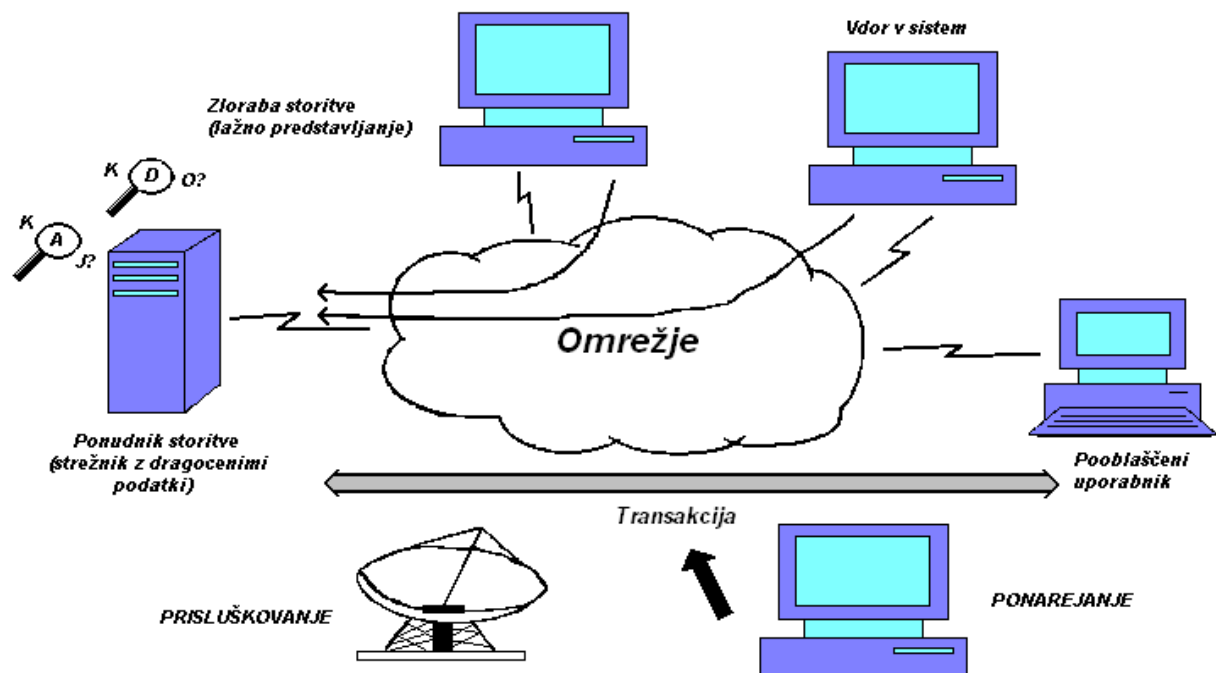 Vdor v sistem
Zloraba storitve
(lažno predstavljanje)
K D O?
K A J?
Omrežje
Ponudnik storitve
(strežnik z dragocenimi
podatki)
Pooblaščeni
uporabnik
Transakcija
PRISLUŠKOVANJE
PONAREJANJE